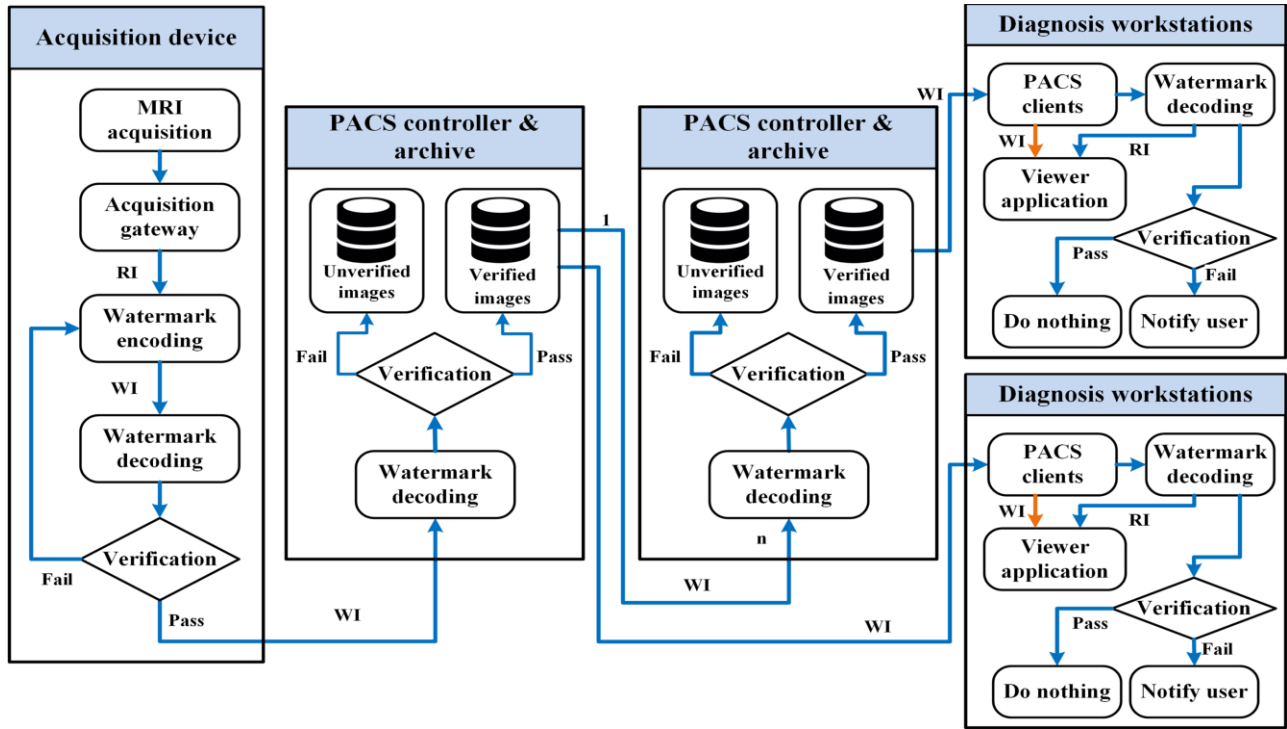 Acquisition device
MRI
acquisition
Acquisition
gateway
RI
Watermark
encoding
WI
Watermark
decoding
Verification
Fail
Pass
WI
PACS controller &
archive
Unverified
images
Verified
images
Fail
Pass
Verification
Watermark
decoding
1
n
WI
WI
PACS controller &
archive
Unverified
images
Verified
images
Fail
Pass
Verification
Watermark
decoding
WI
Diagnosis workstations
PACS
clients
Watermark
decoding
WI
RI
Viewer
application
Verification
Pass
Fail
Do nothing
Notify user
Diagnosis workstations
PACS
clients
Watermark
decoding
WI
RI
Viewer
application
Verification
Pass
Fail
Do nothing
Notify user